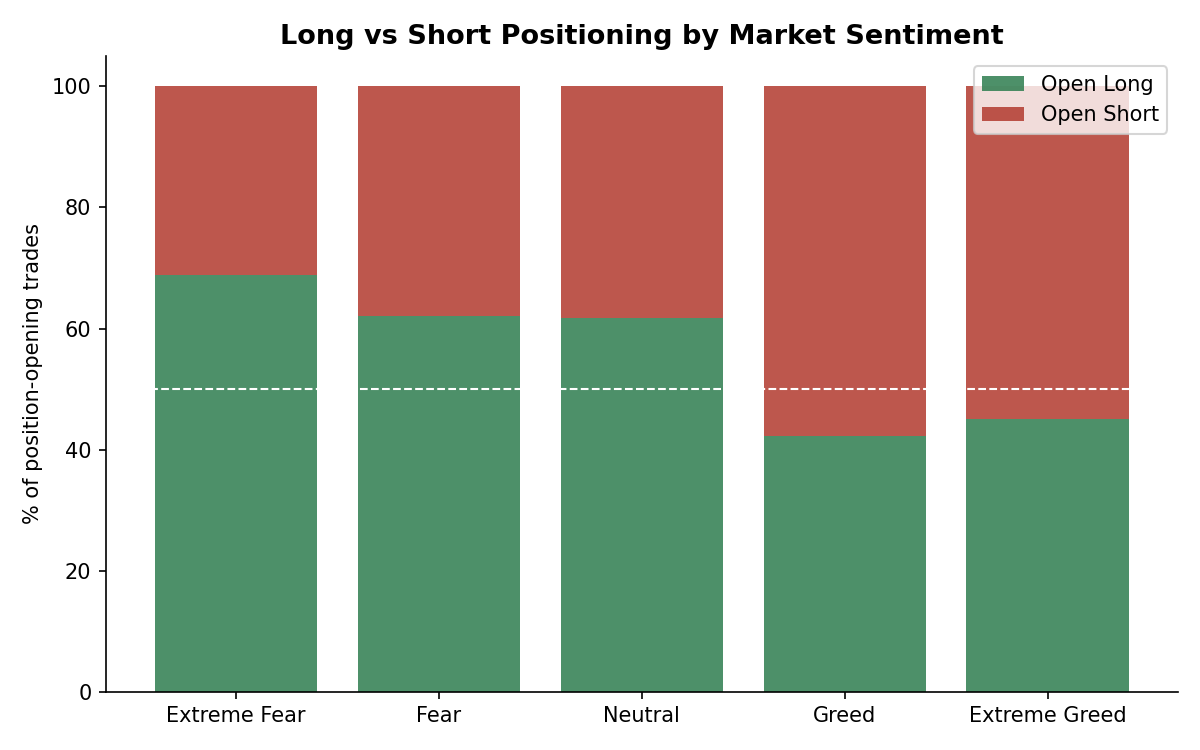 Long vs Short Positioning by Market Sentiment
Open Long
Open Short
% of position-opening trades
100
80
60
40
20
0
Extreme Fear
Fear
Neutral
Greed
Extreme Greed